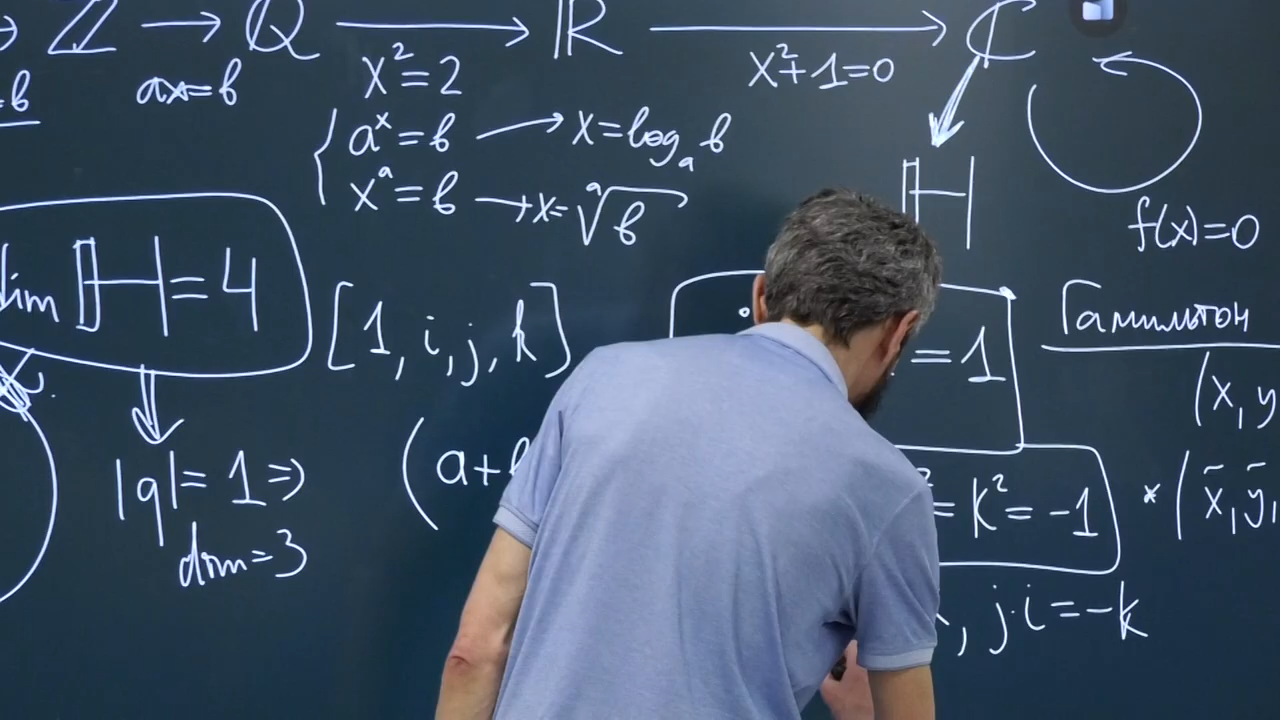 → ℤ → ℚ → ℝ → ℂ
=b
ax=b
x²=2
x²+1=0
aˣ=b → x=logₐ b
xᵃ=b → x=ᵃ√b
ℍ
f(x)=0
dim ℍ=4
[1, i, j, k]
=1
Гамильтон
(x, y
|q|=1⇒
dim=3
(a+b
= k²=-1
* (x̃, ỹ,
, j·i=-k